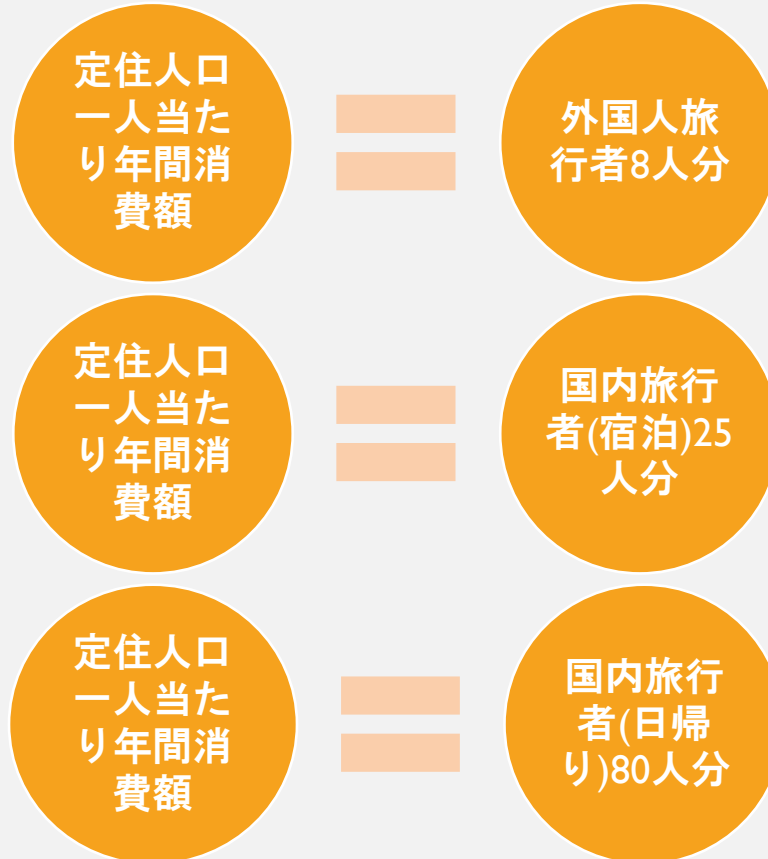 定住人口
一人当た
り年間消
費額
外国人旅
行者8人分
定住人口
一人当た
り年間消
費額
国内旅行
者(宿泊)25
人分
定住人口
一人当た
り年間消
費額
国内旅行
者(日帰
り)80人分